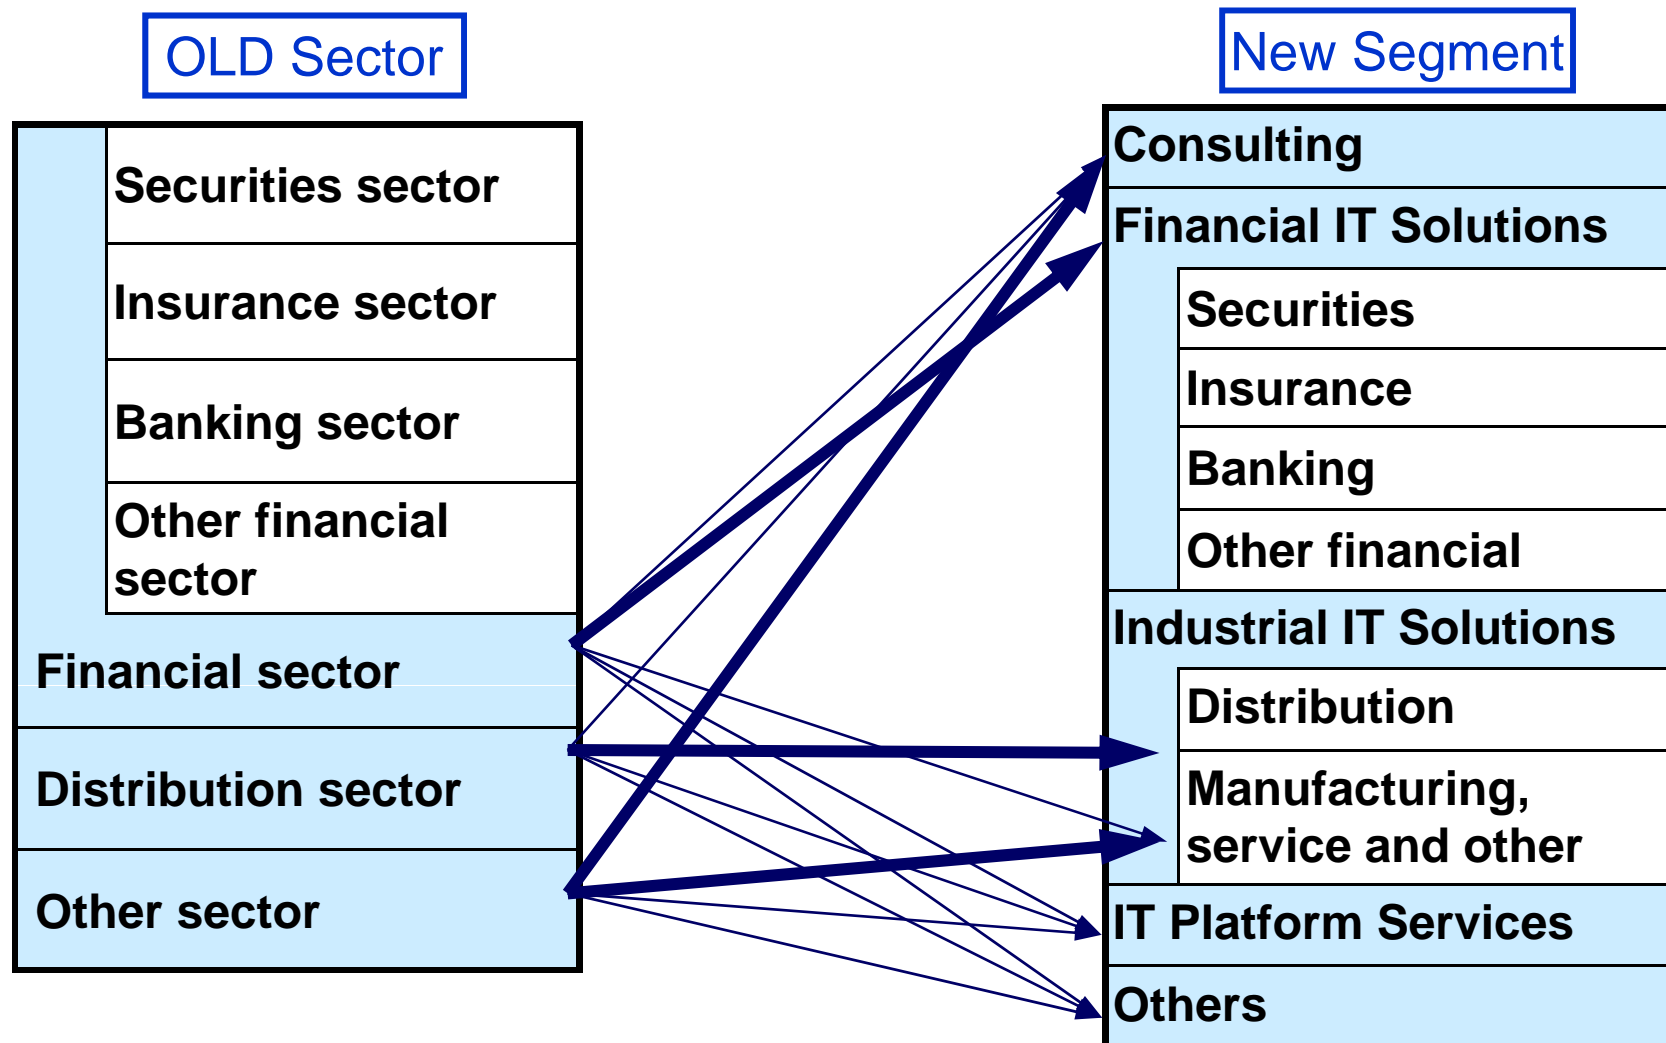 OLD Sector
Securities sector
Insurance sector
Banking sector
Other financial
sector
Financial sector
Distribution sector
Other sector
New Segment
Consulting
Financial IT Solutions
Securities
Insurance
Banking
Other financial
Industrial IT Solutions
Distribution
Manufacturing,
service and other
IT Platform Services
Others